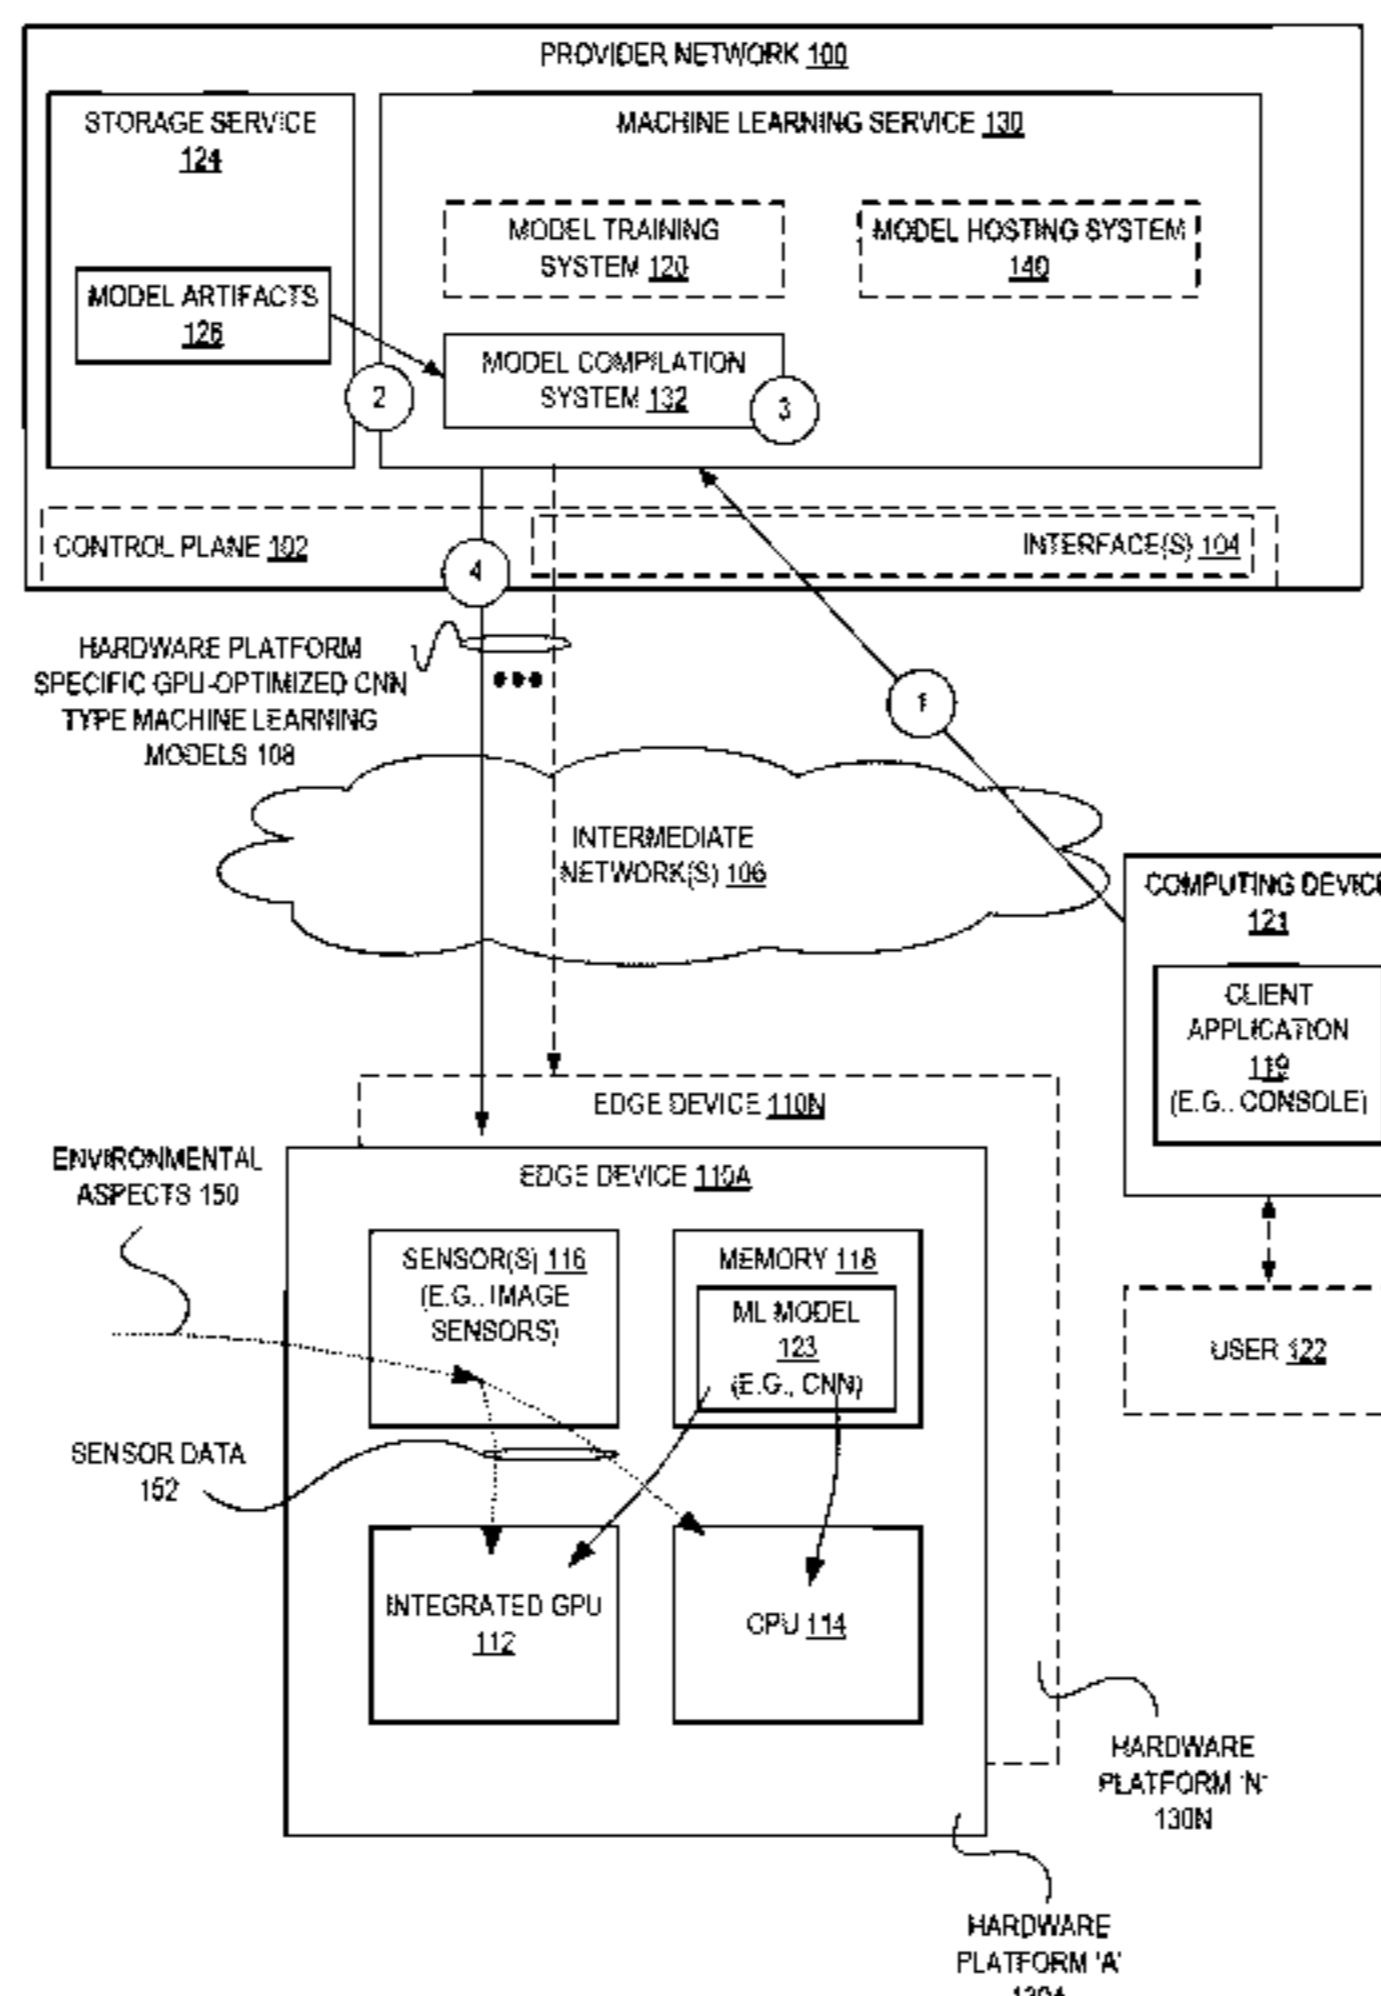 PROVIDER NETWORK 100
STORAGE SERVICE
124
MACHINE LEARNING SERVICE 130
MODEL TRAINING
SYSTEM 120
MODEL HOSTING SYSTEM
140
MODEL ARTIFACTS
126
MODEL COMPILATION
SYSTEM 132
2
3
CONTROL PLANE 102
INTERFACE(S) 104
4
HARDWARE PLATFORM
SPECIFIC GPU-OPTIMIZED CNN
TYPE MACHINE LEARNING
MODELS 108
1
INTERMEDIATE
NETWORK(S) 106
COMPUTING DEVICE
121
CLIENT
APPLICATION
119
(E.G., CONSOLE)
EDGE DEVICE 110N
EDGE DEVICE 110A
ENVIRONMENTAL
ASPECTS 150
SENSOR(S) 116
(E.G., IMAGE
SENSORS)
MEMORY 118
ML MODEL
123
(E.G., CNN)
USER 122
SENSOR DATA
152
INTEGRATED GPU
112
CPU 114
HARDWARE
PLATFORM 'N'
130N
HARDWARE
PLATFORM 'A'